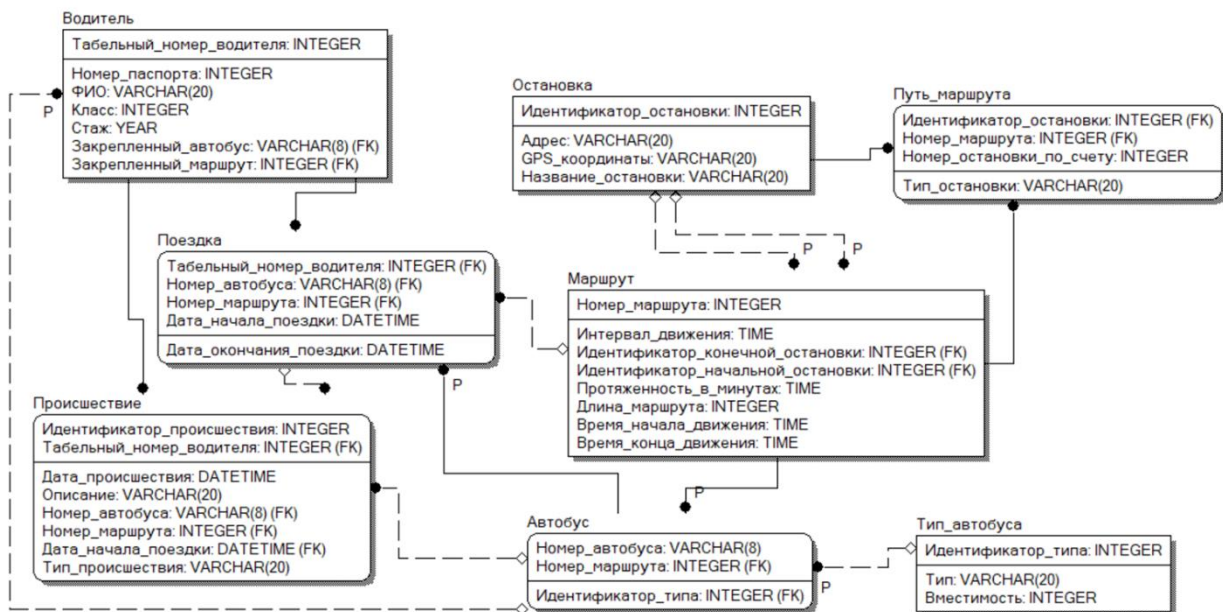 Водитель
Табельный_номер_водителя: INTEGER
Номер_паспорта: INTEGER
ФИО: VARCHAR(20)
Класс: INTEGER
Стаж: YEAR
Закрепленный_автобус: VARCHAR(8) (FK)
Закрепленный_маршрут: INTEGER (FK)
P
Остановка
Идентификатор_остановки: INTEGER
Адрес: VARCHAR(20)
GPS_координаты: VARCHAR(20)
Название_остановки: VARCHAR(20)
Путь_маршрута
Идентификатор_остановки: INTEGER (FK)
Номер_маршрута: INTEGER (FK)
Номер_остановки_по_счету: INTEGER
Тип_остановки: VARCHAR(20)
P
P
Поездка
Табельный_номер_водителя: INTEGER (FK)
Номер_автобуса: VARCHAR(8) (FK)
Номер_маршрута: INTEGER (FK)
Дата_начала_поездки: DATETIME
Дата_окончания_поездки: DATETIME
P
Маршрут
Номер_маршрута: INTEGER
Интервал_движения: TIME
Идентификатор_конечной_остановки: INTEGER (FK)
Идентификатор_начальной_остановки: INTEGER (FK)
Протяженность_в_минутах: TIME
Длина_маршрута: INTEGER
Время_начала_движения: TIME
Время_конца_движения: TIME
P
Происшествие
Идентификатор_происшествия: INTEGER
Табельный_номер_водителя: INTEGER (FK)
Дата_происшествия: DATETIME
Описание: VARCHAR(20)
Номер_автобуса: VARCHAR(8) (FK)
Номер_маршрута: INTEGER (FK)
Дата_начала_поездки: DATETIME (FK)
Тип_происшествия: VARCHAR(20)
Автобус
Номер_автобуса: VARCHAR(8)
Номер_маршрута: INTEGER (FK)
Идентификатор_типа: INTEGER (FK)
P
Тип_автобуса
Идентификатор_типа: INTEGER
Тип: VARCHAR(20)
Вместимость: INTEGER